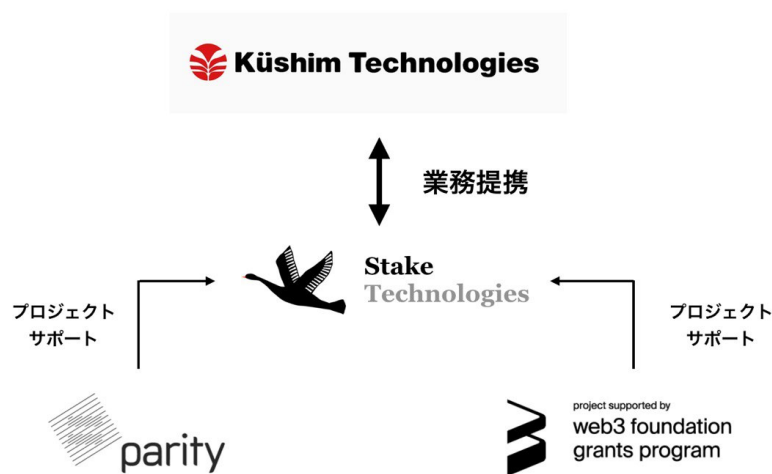 Küshim Technologies
業務提携
Stake
Technologies
プロジェクト
サポート
プロジェクト
サポート
parity
project supported by
web3 foundation
grants program